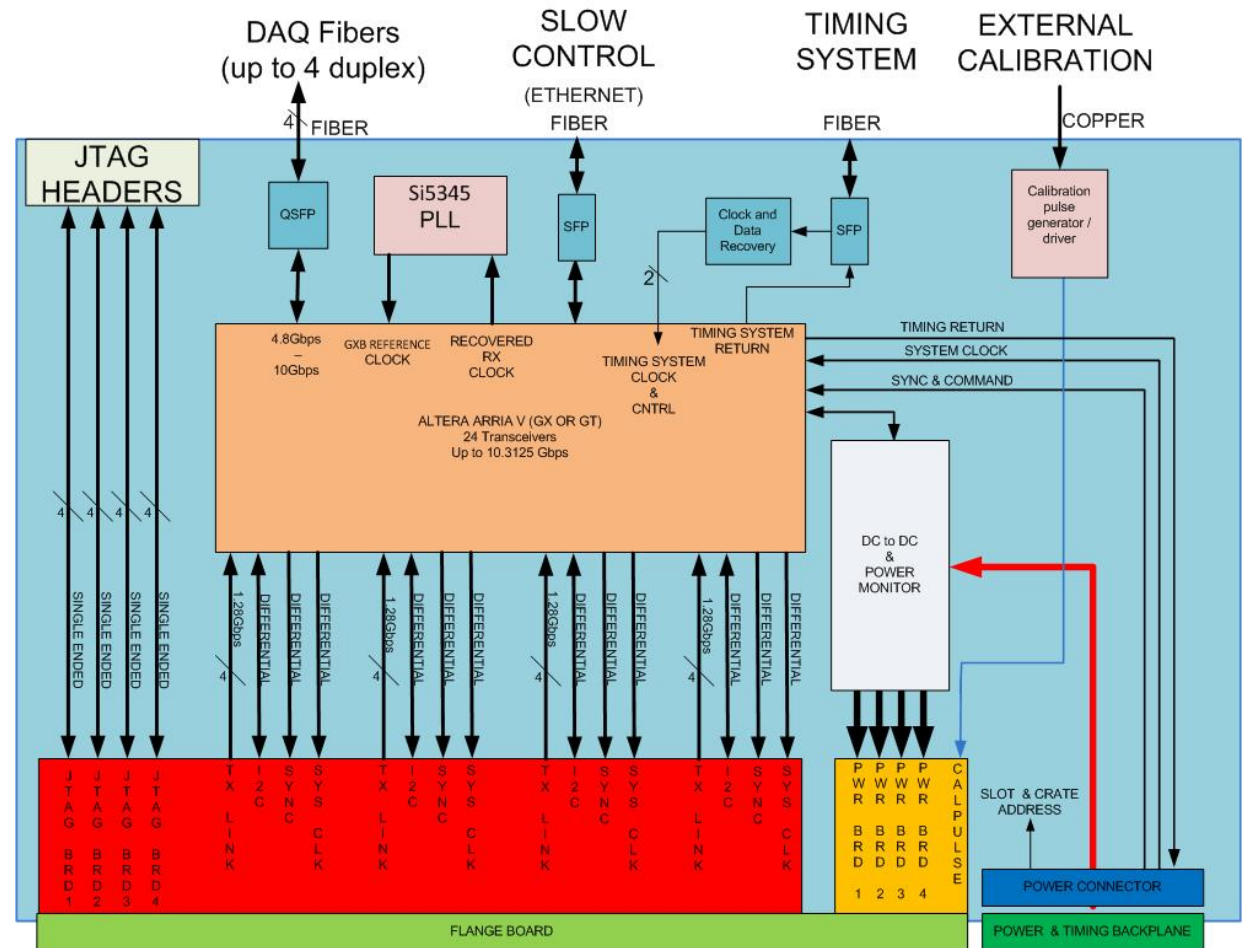 DAQ Fibers
(up to 4 duplex)
SLOW
CONTROL
(ETHERNET)
FIBER
TIMING
SYSTEM
FIBER
EXTERNAL
CALIBRATION
COPPER
4
FIBER
JTAG
HEADERS
QSFP
Si5345
PLL
SFP
Clock and
Data
Recovery
SFP
Calibration
pulse
generator /
driver
2
4.8Gbps
–
10Gbps
GXB REFERENCE
CLOCK
RECOVERED
RX
CLOCK
TIMING SYSTEM
CLOCK
&
CNTRL
TIMING SYSTEM
RETURN
ALTERA ARRIA V (GX OR GT)
24 Transceivers
Up to 10.3125 Gbps
TIMING RETURN
SYSTEM CLOCK
SYNC & COMMAND
DC to DC
&
POWER
MONITOR
4
4
4
4
SINGLE ENDED
SINGLE ENDED
SINGLE ENDED
SINGLE ENDED
1.28Gbps
4
DIFFERENTIAL
DIFFERENTIAL
DIFFERENTIAL
1.28Gbps
4
DIFFERENTIAL
DIFFERENTIAL
DIFFERENTIAL
1.28Gbps
4
DIFFERENTIAL
DIFFERENTIAL
DIFFERENTIAL
1.28Gbps
4
DIFFERENTIAL
DIFFERENTIAL
DIFFERENTIAL
JTAG BRD1
JTAG BRD2
JTAG BRD3
JTAG BRD4
TX LINK
I2C
SYNC
SYS CLK
TX LINK
I2C
SYNC
SYS CLK
TX LINK
I2C
SYNC
SYS CLK
TX LINK
I2C
SYNC
SYS CLK
PWR BRD 1
PWR BRD 2
PWR BRD 3
PWR BRD 4
CALPULSE
SLOT & CRATE
ADDRESS
POWER CONNECTOR
FLANGE BOARD
POWER & TIMING BACKPLANE